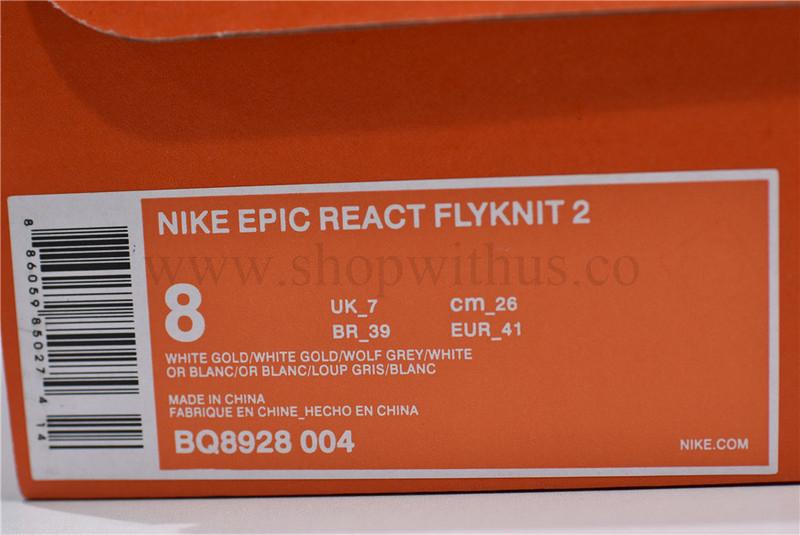 NIKE EPIC REACT FLYKNIT 2
www.shopwithus.co
8
UK_7 cm_26
BR_39 EUR_41
WHITE GOLD/WHITE GOLD/WOLF GREY/WHITE
OR BLANC/OR BLANC/LOUP GRIS/BLANC
MADE IN CHINA
FABRIQUE EN CHINE_HECHO EN CHINA
BQ8928 004
NIKE.COM
8 86059 85027 4 14